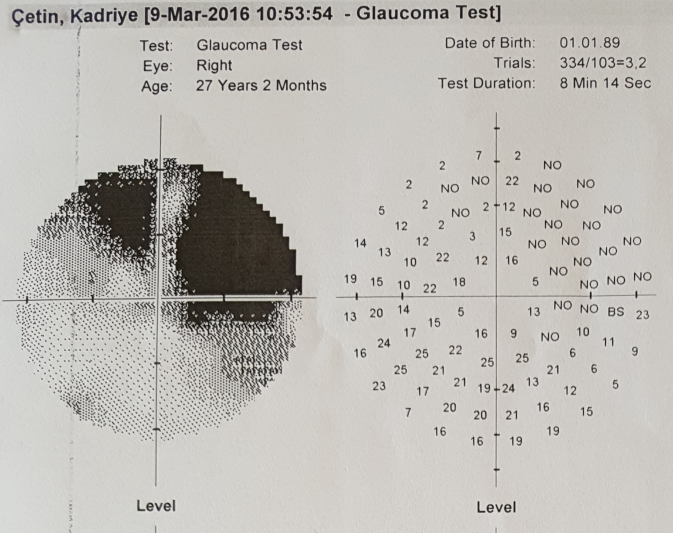 Çetin, Kadriye [9-Mar-2016 10:53:54 - Glaucoma Test]
Test: Glaucoma Test
Eye: Right
Age: 27 Years 2 Months
Date of Birth: 01.01.89
Trials: 334/103=3,2
Test Duration: 8 Min 14 Sec
7 2
2 NO
2 NO NO 22 NO NO
5 2 NO 2 12 NO NO
12 2 3 15 NO NO
14 13 12 NO NO NO NO
10 22 12 16 NO NO
19 15 10 22 18 5 NO NO NO
13 20 14 15 5 13 NO NO BS 23
17 16 9 NO 10 11
16 24 25 22 25 25 6 9
25 21 21 6
23 17 21 19 24 13 12 5
7 20 20 21 16 15
16 16 19 19
Level
Level